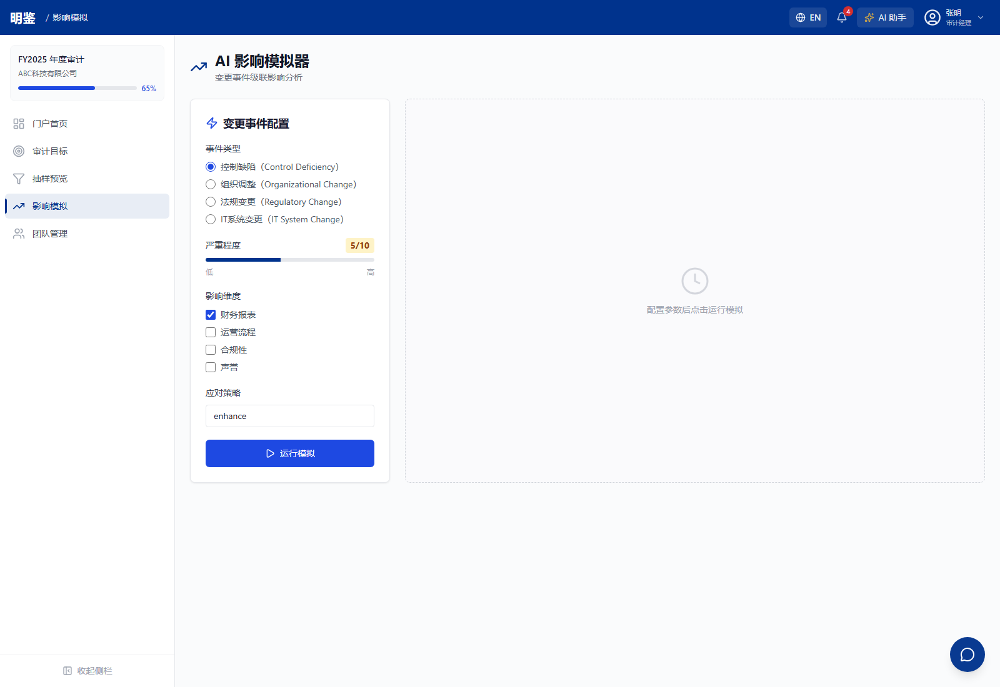 明鉴 / 影响模拟
EN
4
AI 助手
张明
审计经理
FY2025 年度审计
ABC科技有限公司
65%
门户首页
审计目标
抽样预览
影响模拟
团队管理
收起侧栏
AI 影响模拟器
变更事件级联影响分析
变更事件配置
事件类型
控制缺陷（Control Deficiency）
组织调整（Organizational Change）
法规变更（Regulatory Change）
IT系统变更（IT System Change）
严重程度 5/10
低 高
影响维度
财务报表
运营流程
合规性
声誉
应对策略
enhance
运行模拟
配置参数后点击运行模拟